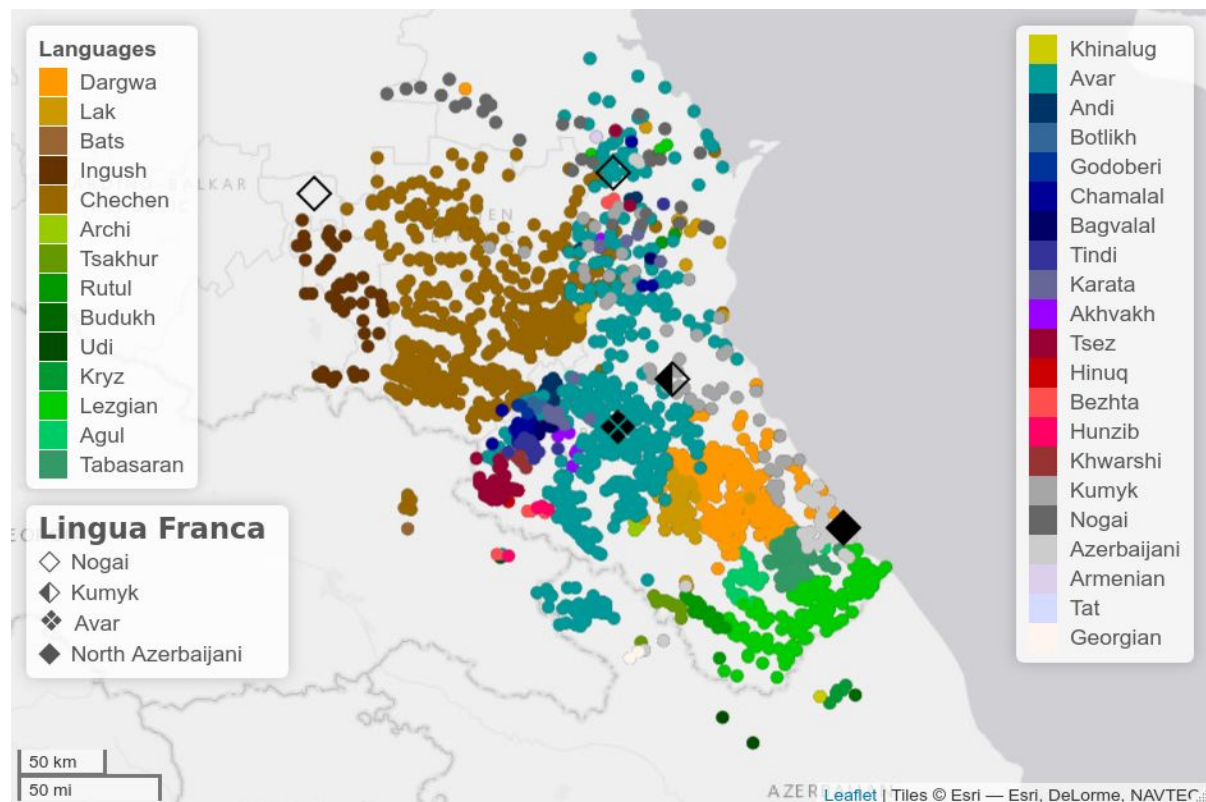 Languages
Dargwa
Lak
Bats
Ingush
Chechen
Archi
Tsakhur
Rutul
Budukh
Udi
Kryz
Lezgian
Agul
Tabasaran
Lingua Franca
Nogai
Kumyk
Avar
North Azerbaijani
50 km
50 mi
Khinalug
Avar
Andi
Botlikh
Godoberi
Chamalal
Bagvalal
Tindi
Karata
Akhvakh
Tsez
Hinuq
Bezhta
Hunzib
Khwarshi
Kumyk
Nogai
Azerbaijani
Armenian
Tat
Georgian
Leaflet | Tiles © Esri — Esri, DeLorme, NAVTEQ